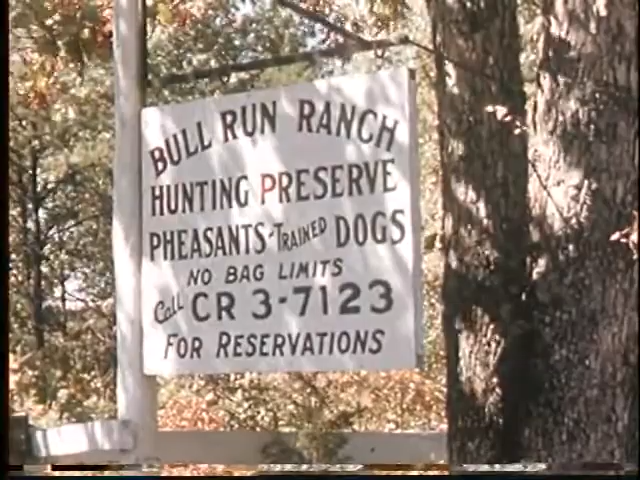 BULL RUN RANCH
HUNTING PRESERVE
PHEASANTS-TRAINED DOGS
NO BAG LIMITS
Call CR 3-7123
FOR RESERVATIONS